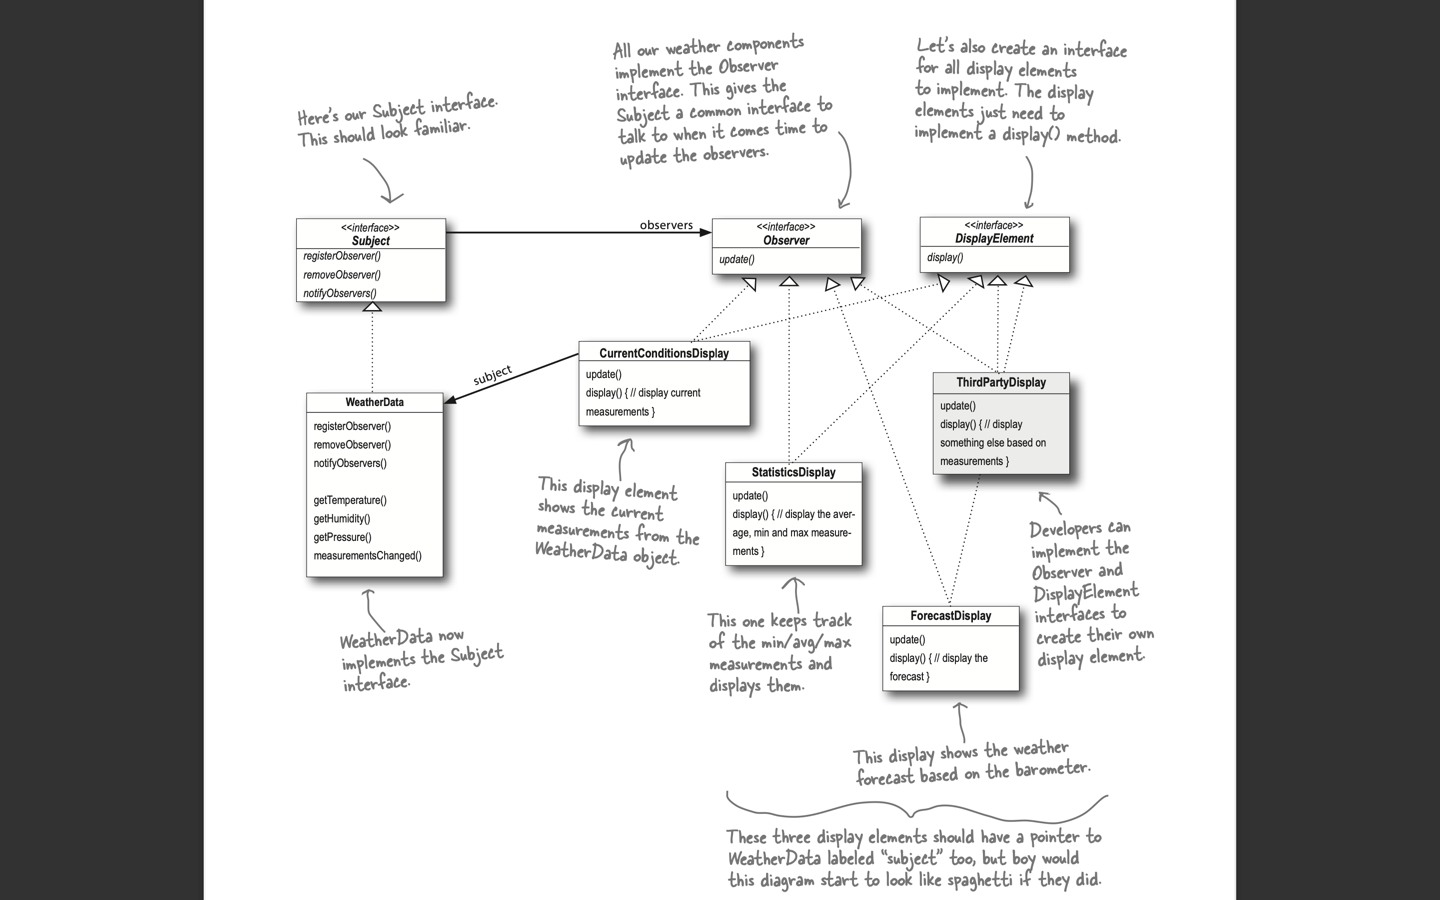 Here's our Subject interface.
This should look familiar.
All our weather components
implement the Observer
interface. This gives the
Subject a common interface to
talk to when it comes time to
update the observers.
Let's also create an interface
for all display elements
to implement. The display
elements just need to
implement a display() method.
<<interface>>
Subject
registerObserver()
removeObserver()
notifyObservers()
observers
<<interface>>
Observer
update()
<<interface>>
DisplayElement
display()
WeatherData
registerObserver()
removeObserver()
notifyObservers()
getTemperature()
getHumidity()
getPressure()
measurementsChanged()
subject
CurrentConditionsDisplay
update()
display() { // display current
measurements }
ThirdPartyDisplay
update()
display() { // display
something else based on
measurements }
StatisticsDisplay
update()
display() { // display the aver-
age, min and max measure-
ments }
This display element
shows the current
measurements from the
WeatherData object.
Developers can
implement the
Observer and
DisplayElement
interfaces to
create their own
display element.
WeatherData now
implements the Subject
interface.
This one keeps track
of the min/avg/max
measurements and
displays them.
ForecastDisplay
update()
display() { // display the
forecast }
This display shows the weather
forecast based on the barometer.
These three display elements should have a pointer to
WeatherData labeled “subject” too, but boy would
this diagram start to look like spaghetti if they did.